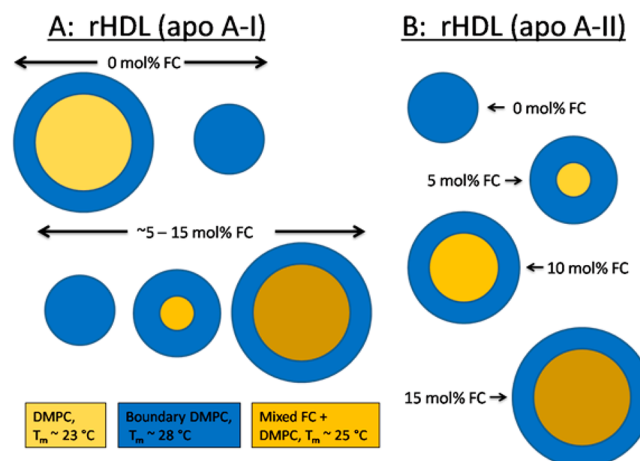 A: rHDL (apo A-I)
0 mol% FC
~5 – 15 mol% FC
DMPC,
Tm ~ 23 °C
Boundary DMPC,
Tm ~ 28 °C
Mixed FC +
DMPC, Tm ~ 25 °C
B: rHDL (apo A-II)
0 mol% FC
5 mol% FC
10 mol% FC
15 mol% FC